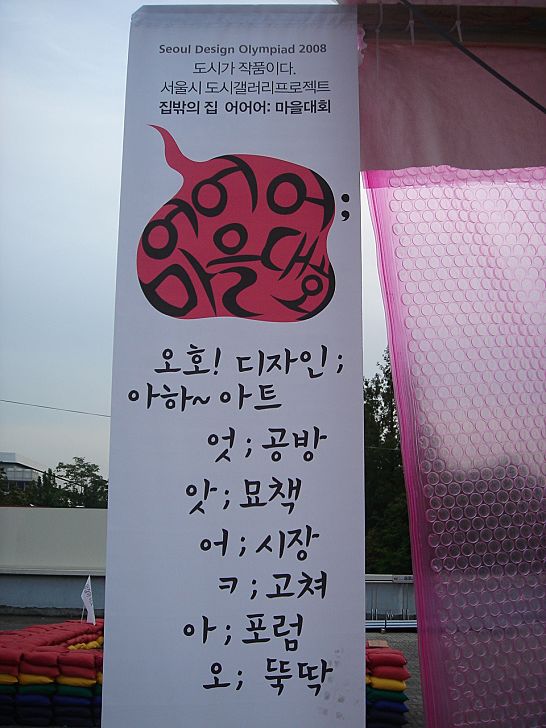 Seoul Design Olympiad 2008
도시가 작품이다.
서울시 도시갤러리프로젝트
집밖의 집 어어어: 마을대회
어어어;
마을대회
오호! 디자인;
아하~ 아트
엇; 공방
앗; 묘책
어; 시장
ㅋ; 고쳐
아; 포럼
오; 뚝딱